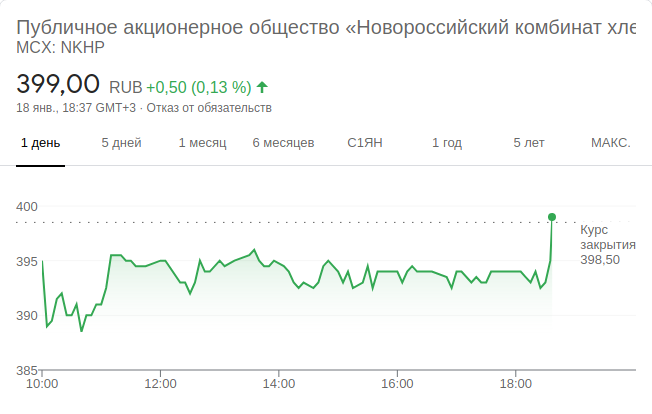 Публичное акционерное общество «Новороссийский комбинат хле
MCX: NKHP
399,00 RUB +0,50 (0,13 %)
18 янв., 18:37 GMT+3 · Отказ от обязательств
1 день 5 дней 1 месяц 6 месяцев С1ЯН 1 год 5 лет МАКС.
400
Курс
закрытия
398,50
395
390
385
10:00 12:00 14:00 16:00 18:00